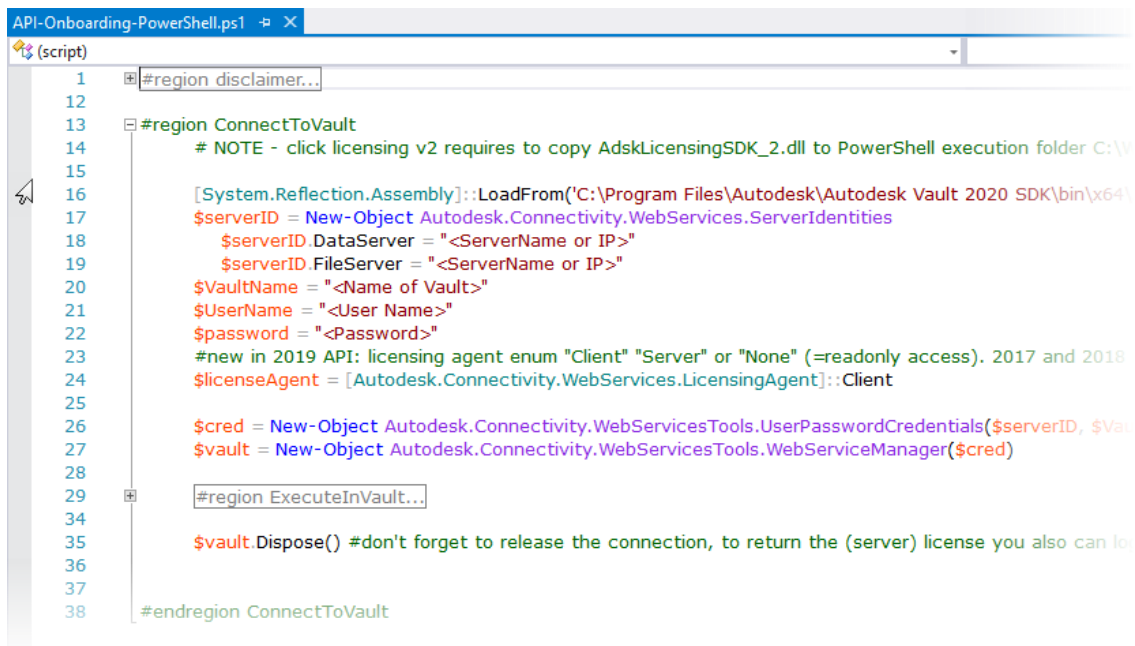 API-Onboarding-PowerShell.ps1
(script)
1 #region disclaimer...
12
13 #region ConnectToVault
14 # NOTE - click licensing v2 requires to copy AdskLicensingSDK_2.dll to PowerShell execution folder C:\
15
16 [System.Reflection.Assembly]::LoadFrom('C:\Program Files\Autodesk\Autodesk Vault 2020 SDK\bin\x64\
17 $serverID = New-Object Autodesk.Connectivity.WebServices.ServerIdentities
18 $serverID.DataServer = "<ServerName or IP>"
19 $serverID.FileServer = "<ServerName or IP>"
20 $VaultName = "<Name of Vault>"
21 $UserName = "<User Name>"
22 $password = "<Password>"
23 #new in 2019 API: licensing agent enum "Client" "Server" or "None" (=readonly access). 2017 and 2018
24 $licenseAgent = [Autodesk.Connectivity.WebServices.LicensingAgent]::Client
25
26 $cred = New-Object Autodesk.Connectivity.WebServicesTools.UserPasswordCredentials($serverID, $Vau
27 $vault = New-Object Autodesk.Connectivity.WebServicesTools.WebServiceManager($cred)
28
29 #region ExecuteInVault...
34
35 $vault.Dispose() #don't forget to release the connection, to return the (server) license you also can lo
36
37
38 #endregion ConnectToVault